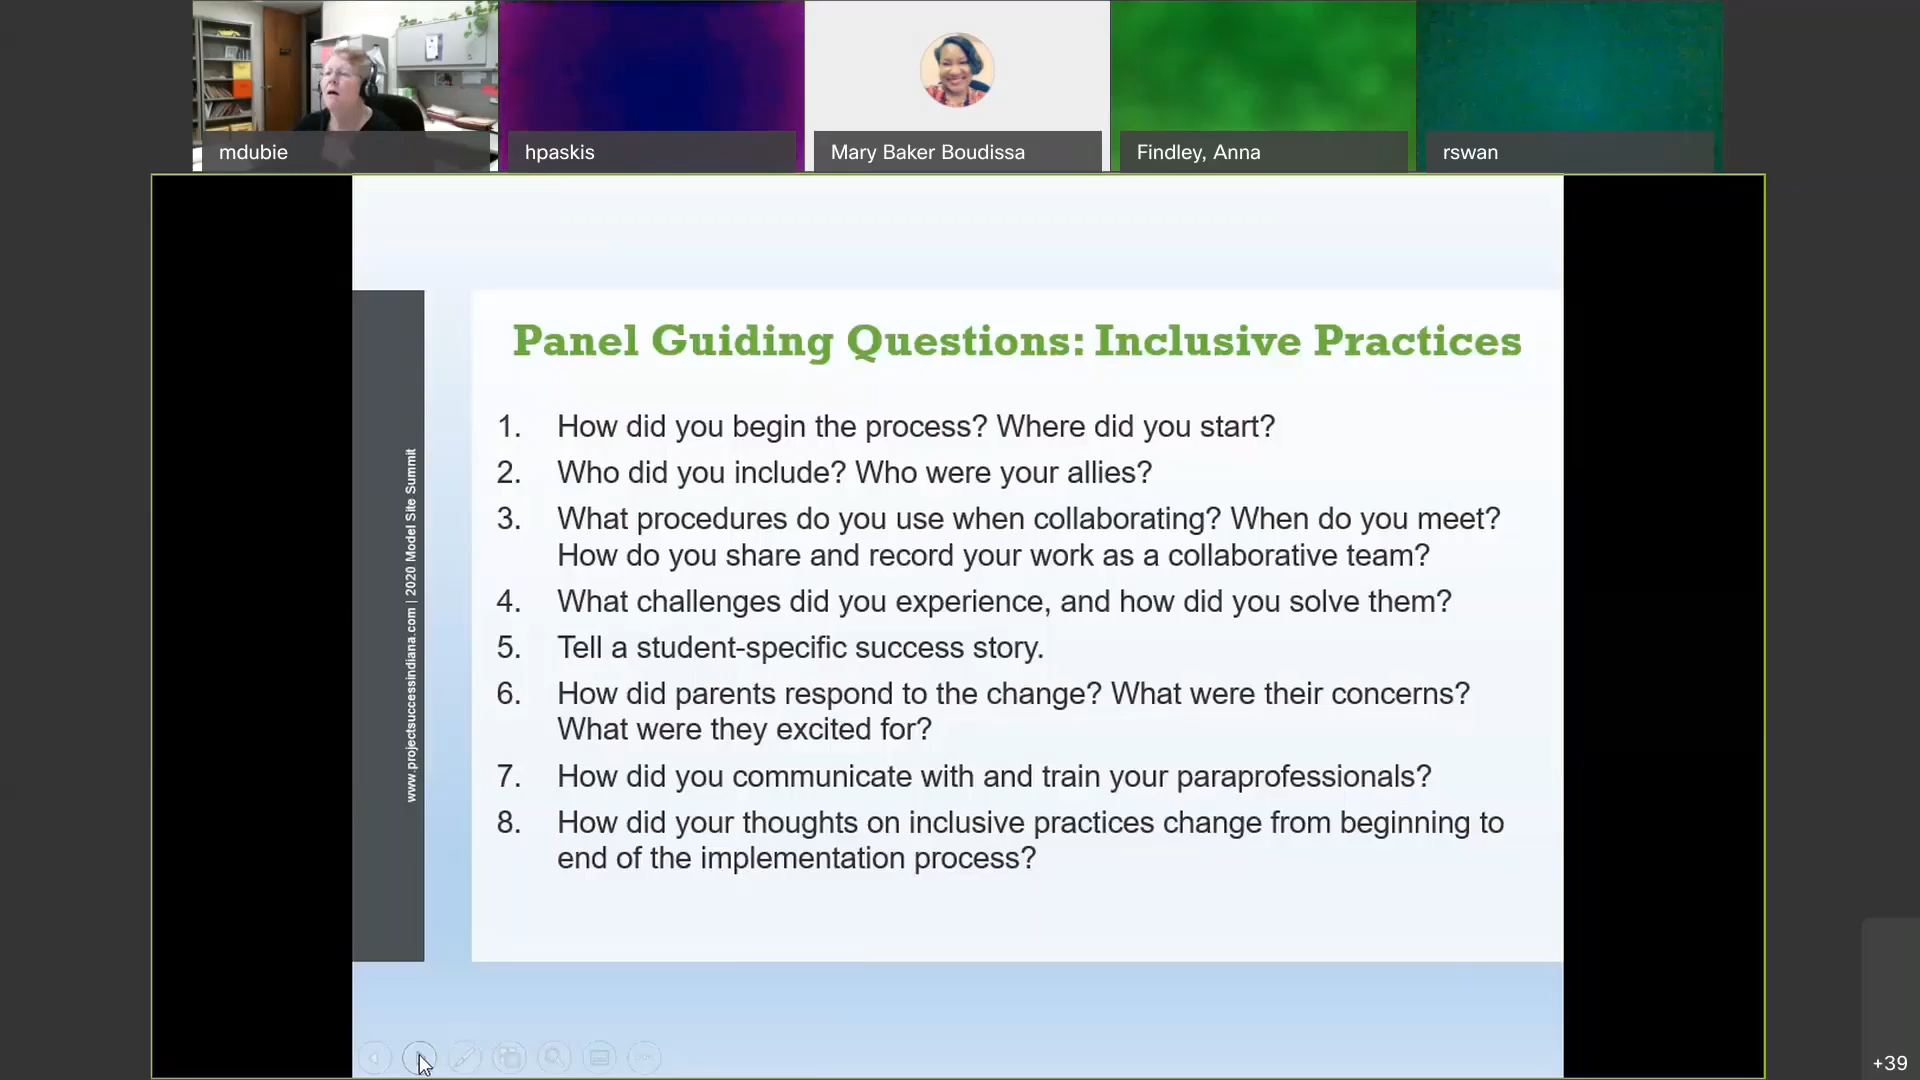 mdubie
hpaskis
Mary Baker Boudissa
Findley, Anna
rswan
Panel Guiding Questions: Inclusive Practices
1. How did you begin the process? Where did you start?
2. Who did you include? Who were your allies?
3. What procedures do you use when collaborating? When do you meet?
How do you share and record your work as a collaborative team?
4. What challenges did you experience, and how did you solve them?
5. Tell a student-specific success story.
6. How did parents respond to the change? What were their concerns?
What were they excited for?
7. How did you communicate with and train your paraprofessionals?
8. How did your thoughts on inclusive practices change from beginning to
end of the implementation process?
www.projectsuccessindiana.com | 2020 Model Site Summit
+39